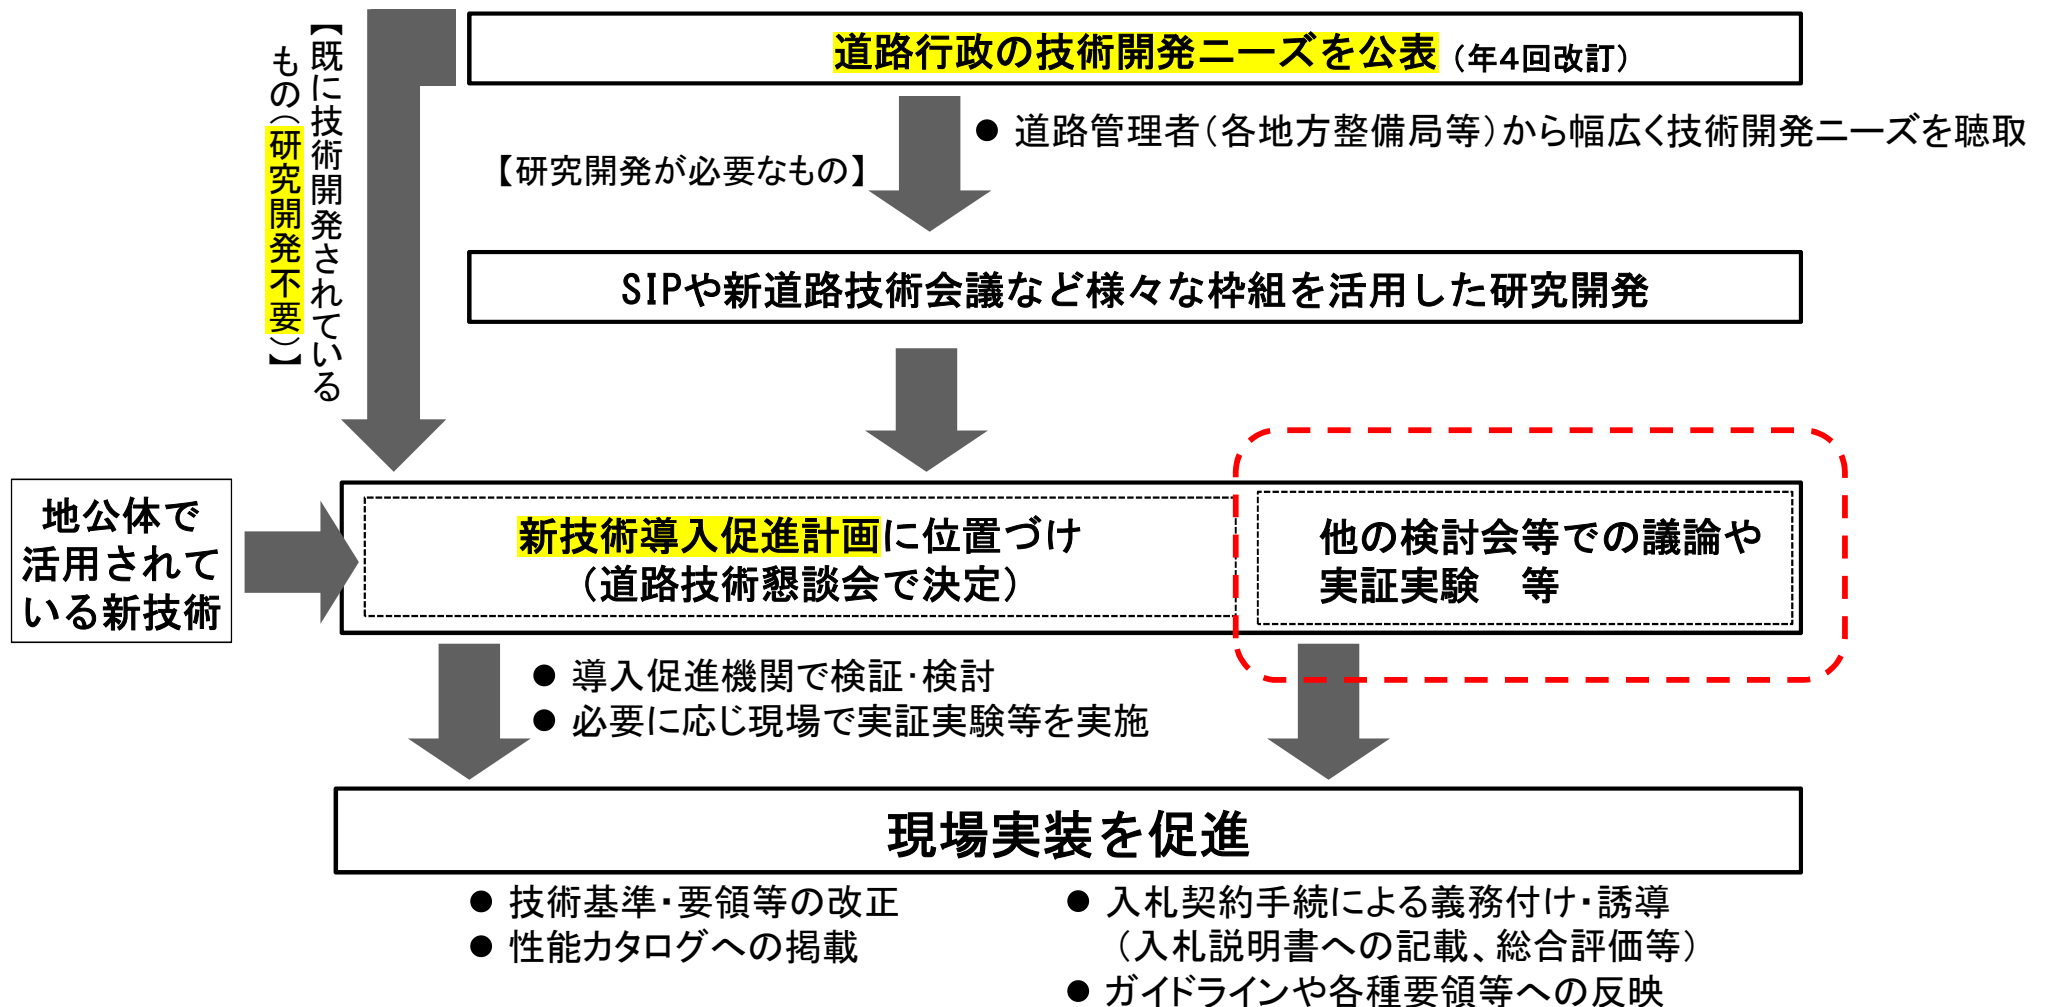 道路行政の技術開発ニーズを公表（年4回改訂）
【既に技術開発されている
もの（研究開発不要）】
● 道路管理者（各地方整備局等）から幅広く技術開発ニーズを聴取
【研究開発が必要なもの】
SIPや新道路技術会議など様々な枠組を活用した研究開発
地公体で
活用されて
いる新技術
新技術導入促進計画に位置づけ
（道路技術懇談会で決定）
他の検討会等での議論や
実証実験　等
● 導入促進機関で検証・検討
● 必要に応じ現場で実証実験等を実施
現場実装を促進
● 技術基準・要領等の改正
● 性能カタログへの掲載
● 入札契約手続による義務付け・誘導
（入札説明書への記載、総合評価等）
● ガイドラインや各種要領等への反映